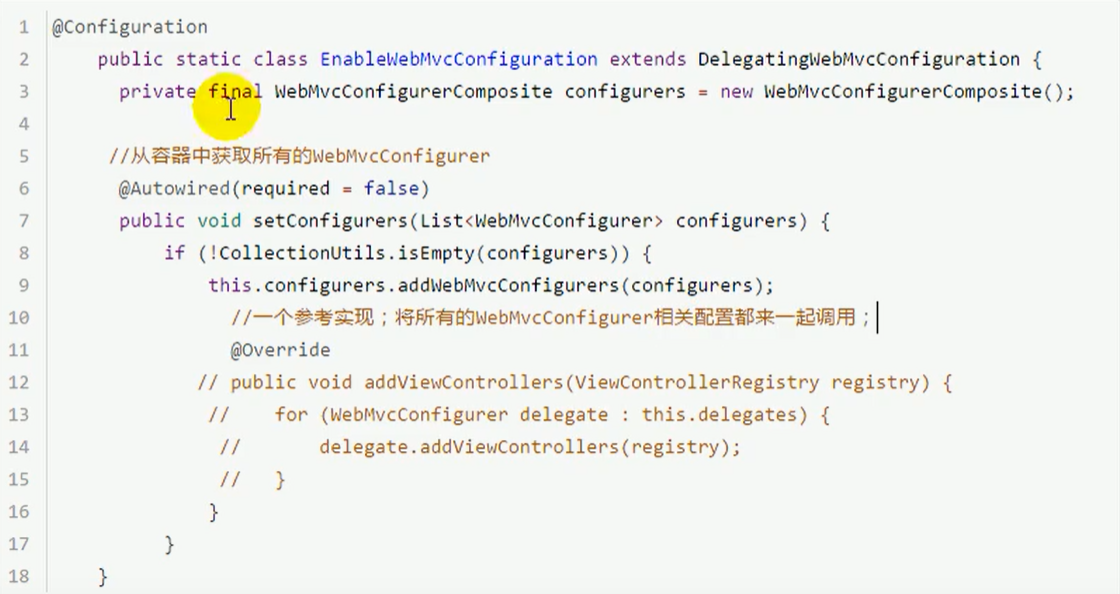 1 @Configuration
2 public static class EnableWebMvcConfiguration extends DelegatingWebMvcConfiguration {
3 private final WebMvcConfigurerComposite configurers = new WebMvcConfigurerComposite();
4
5 //从容器中获取所有的WebMvcConfigurer
6 @Autowired(required = false)
7 public void setConfigurers(List<WebMvcConfigurer> configurers) {
8 if (!CollectionUtils.isEmpty(configurers)) {
9 this.configurers.addWebMvcConfigurers(configurers);
10 //一个参考实现；将所有的WebMvcConfigurer相关配置都来一起调用；
11 @Override
12 // public void addViewControllers(ViewControllerRegistry registry) {
13 // for (WebMvcConfigurer delegate : this.delegates) {
14 // delegate.addViewControllers(registry);
15 // }
16 }
17 }
18 }